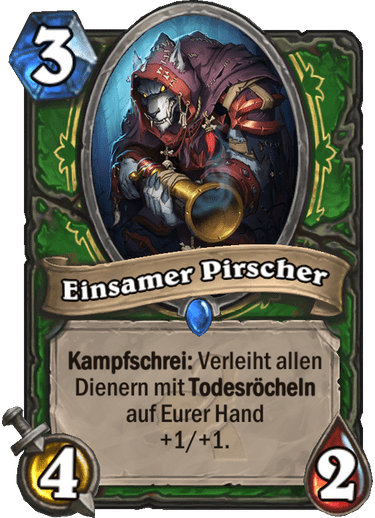 3
Einsamer Pirscher
Kampfschrei: Verleiht allen
Dienern mit Todesröcheln
auf Eurer Hand
+1/+1.
4
2